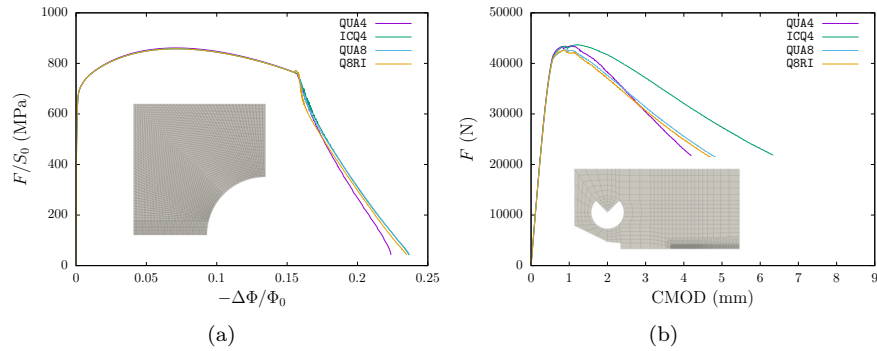 1000
800
600
400
200
0
F/S₀ (MPa)
QUA4
ICQ4
QUA8
Q8RI
0
0.05
0.1
0.15
0.2
0.25
−ΔΦ/Φ₀
(a)
50000
40000
30000
20000
10000
0
F (N)
QUA4
ICQ4
QUA8
Q8RI
0
1
2
3
4
5
6
7
8
9
CMOD (mm)
(b)